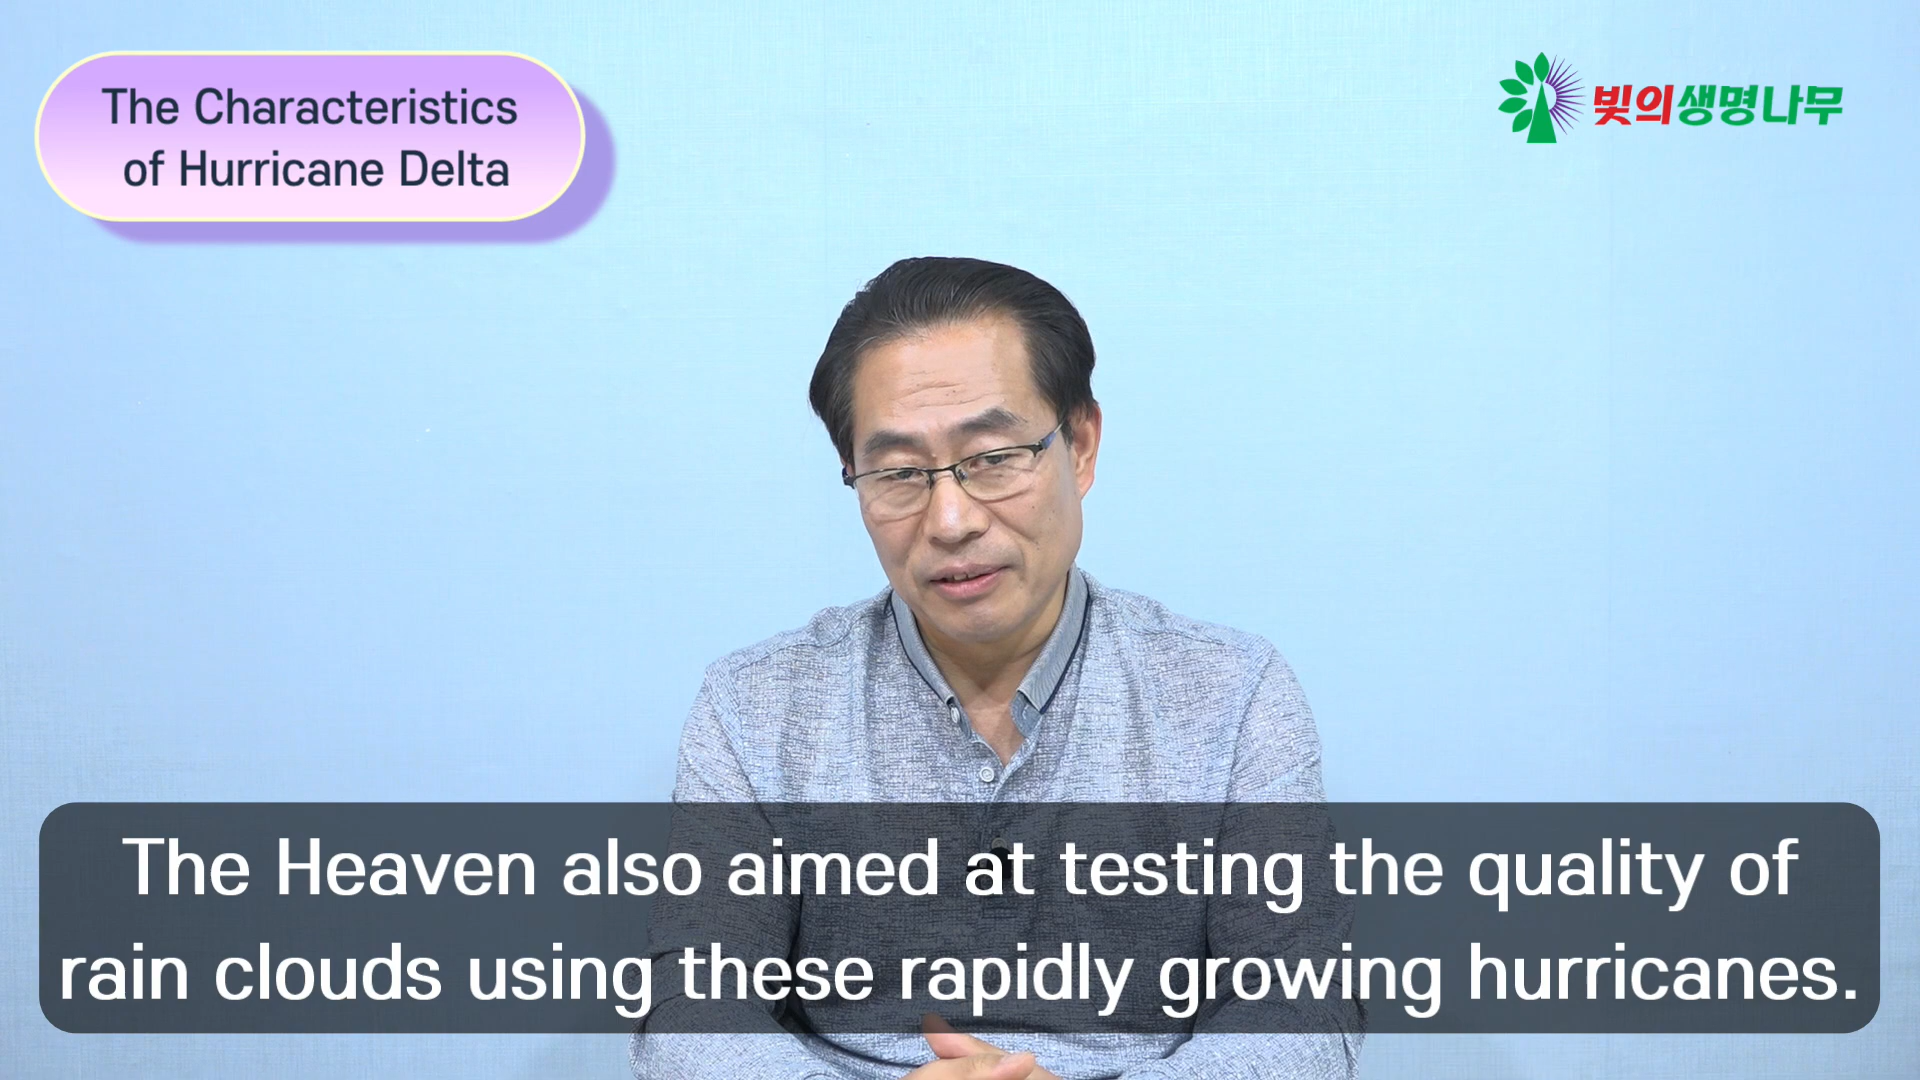 The Characteristics
of Hurricane Delta
빛의생명나무
The Heaven also aimed at testing the quality of
rain clouds using these rapidly growing hurricanes.